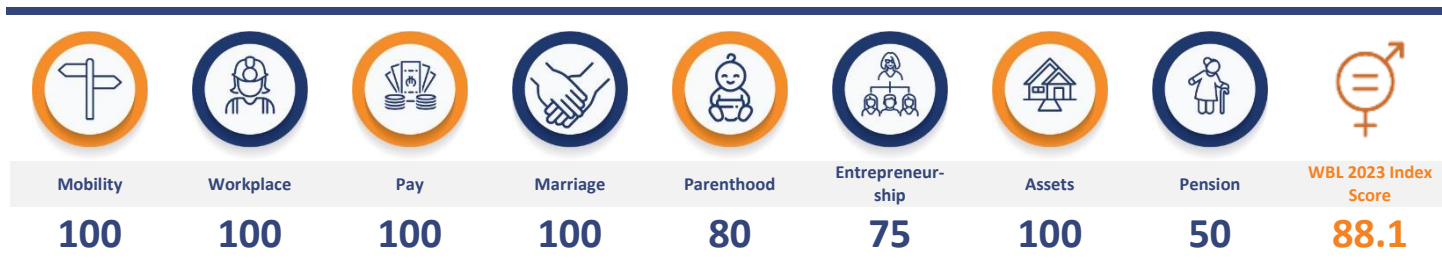 Mobility
Workplace
Pay
Marriage
Parenthood
Entrepreneur-
ship
Assets
Pension
WBL 2023 Index
Score
100
100
100
100
80
75
100
50
88.1